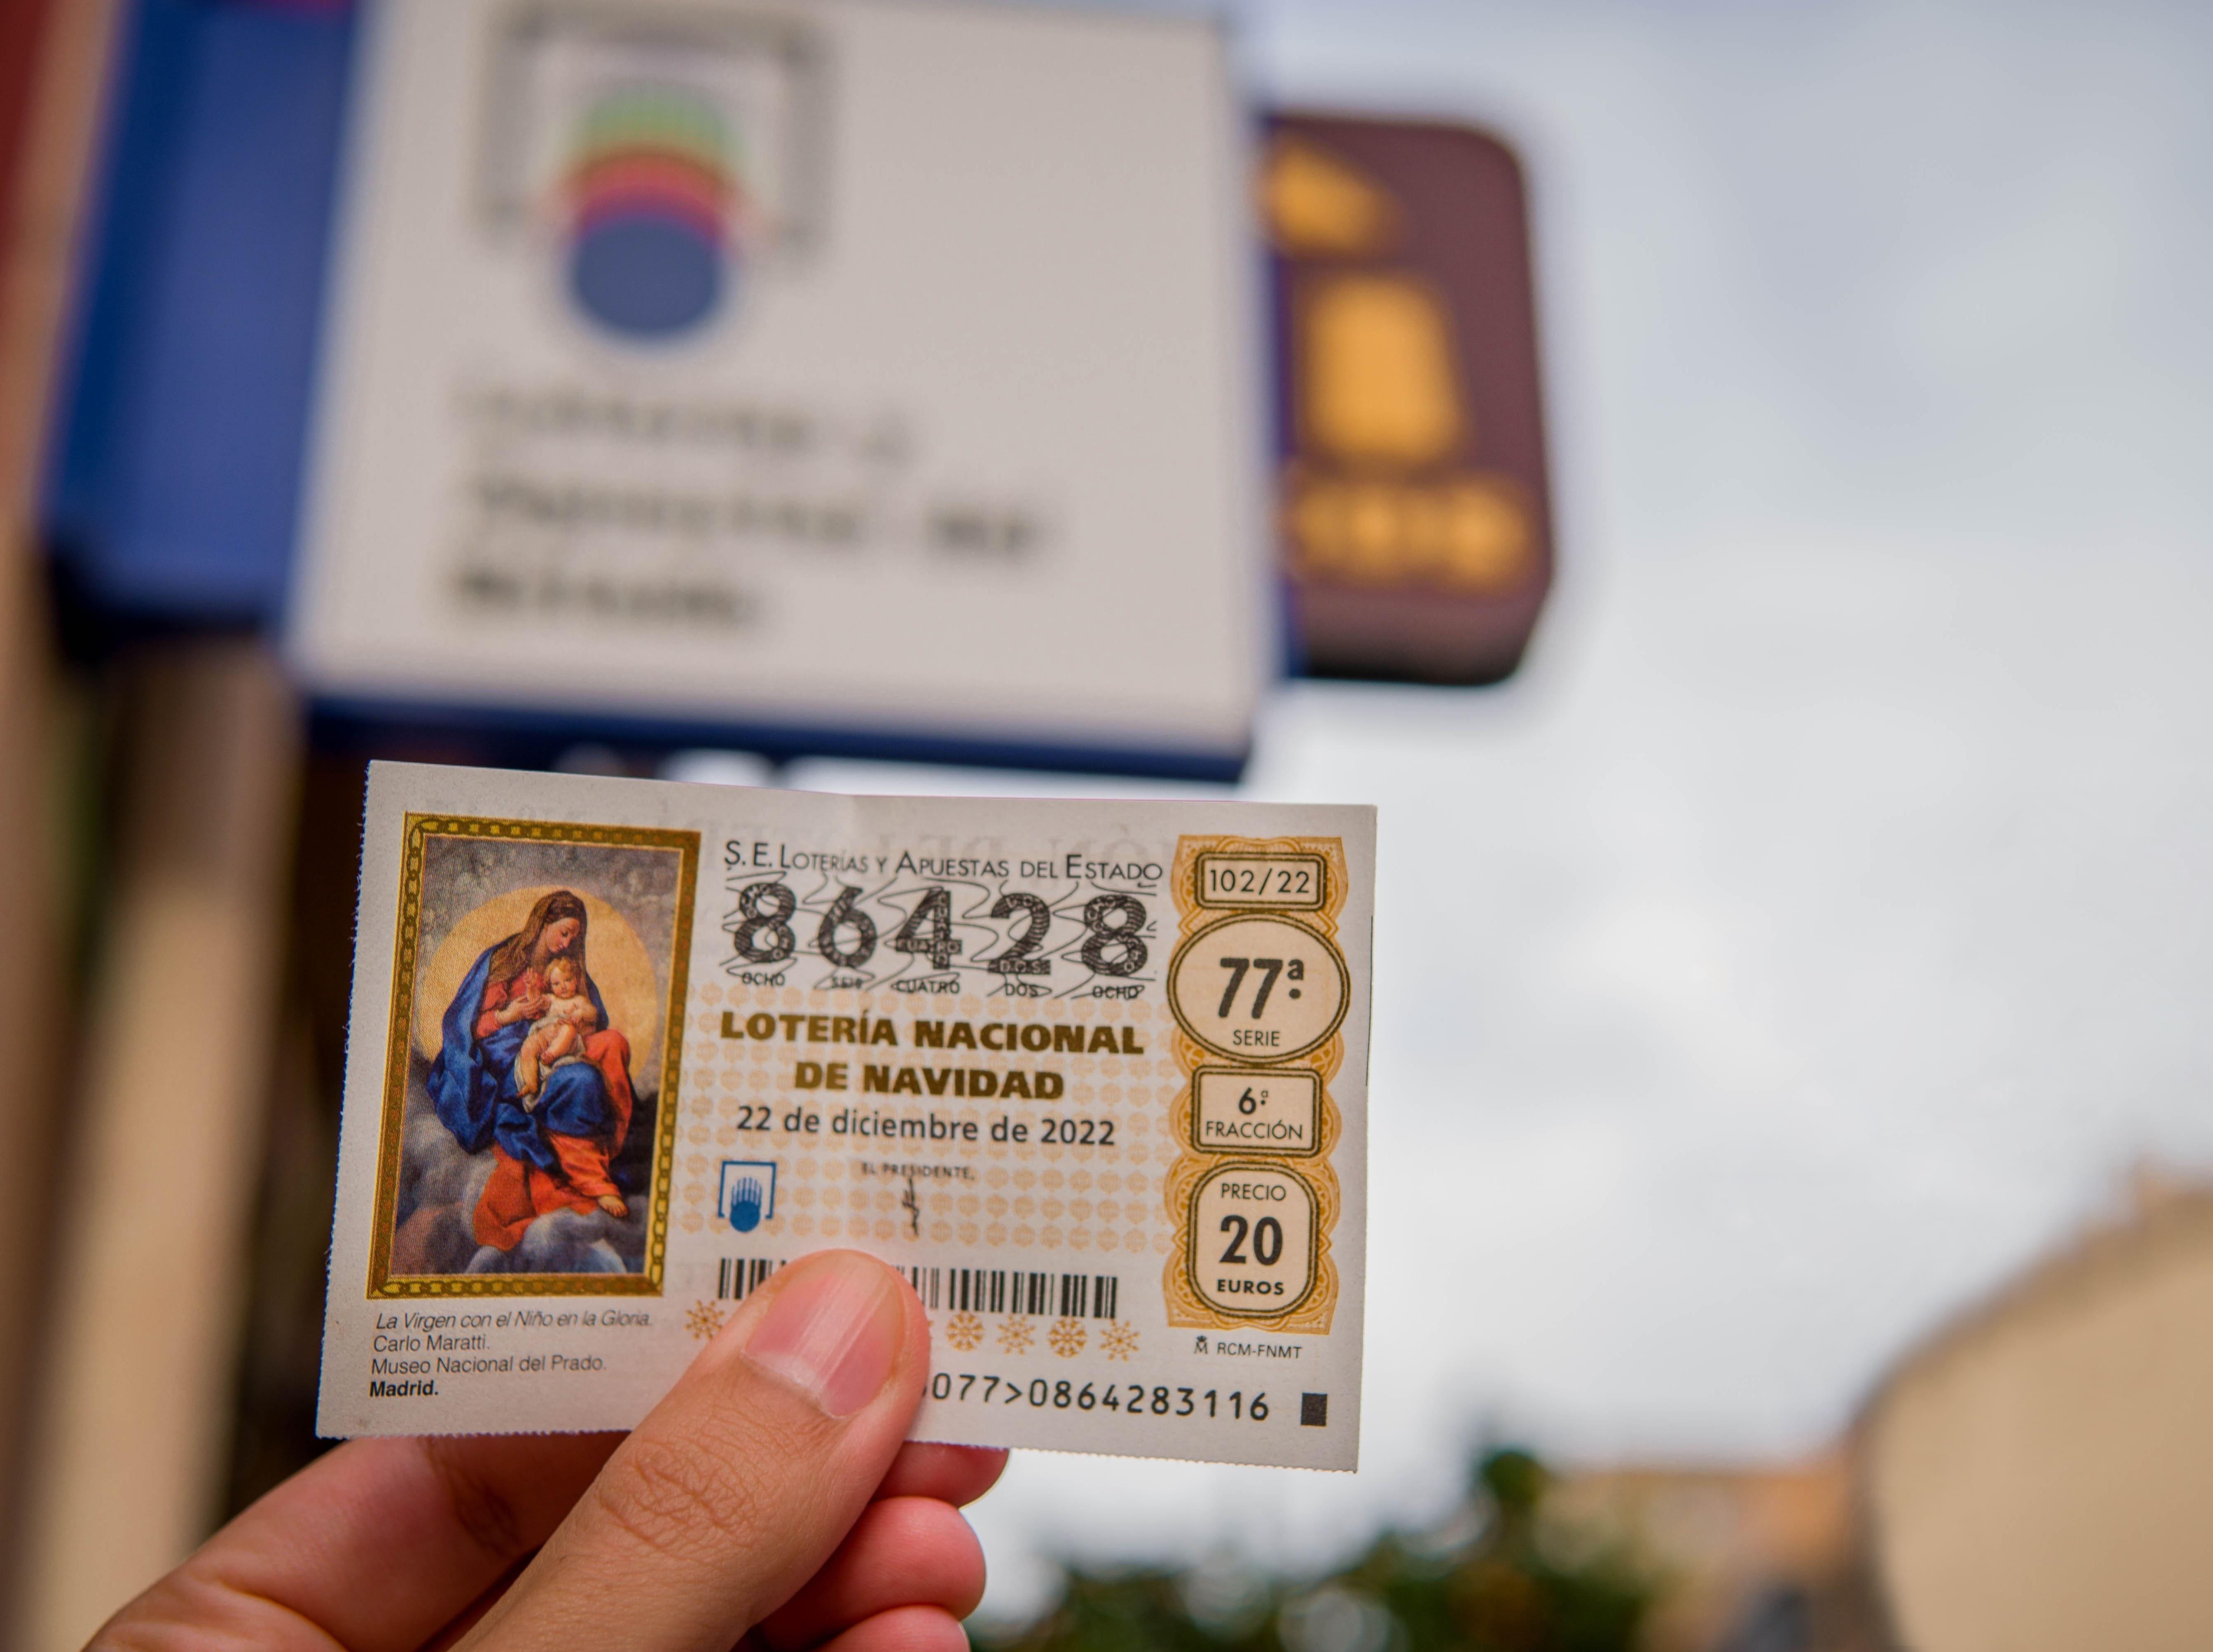 S.E. LOTERÍAS Y APUESTAS DEL ESTADO
86428
OCHO SEIS CUATRO DOS OCHO
LOTERÍA NACIONAL
DE NAVIDAD
22 de diciembre de 2022
EL PRESIDENTE,
102/22
77ª
SERIE
6ª
FRACCIÓN
PRECIO
20
EUROS
RCM-FNMT
La Virgen con el Niño en la Gloria.
Carlo Maratti.
Museo Nacional del Prado.
Madrid.
077>0864283116